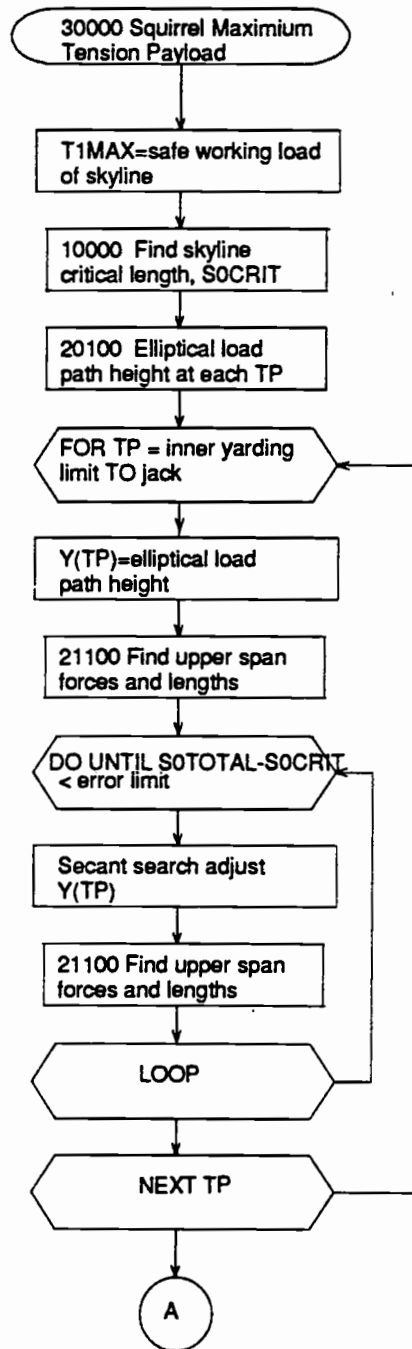 30000 Squirrel Maximium
Tension Payload
T1MAX=safe working load
of skyline
10000 Find skyline
critical length, S0CRIT
20100 Elliptical load
path height at each TP
FOR TP = inner yarding
limit TO jack
Y(TP)=elliptical load
path height
21100 Find upper span
forces and lengths
DO UNTIL S0TOTAL-S0CRIT
< error limit
Secant search adjust
Y(TP)
21100 Find upper span
forces and lengths
LOOP
NEXT TP
A